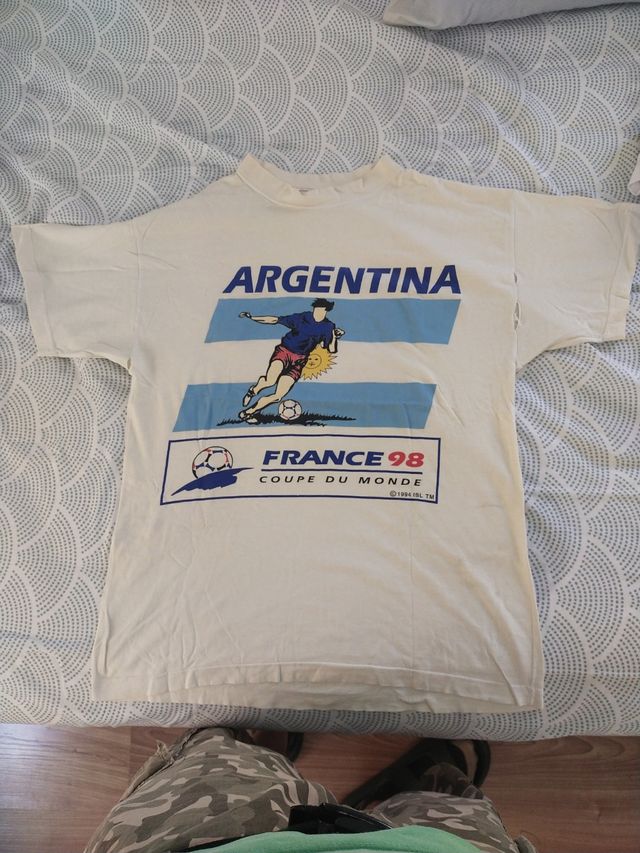 ARGENTINA
FRANCE 98
COUPE DU MONDE
© 1994 ISL TM